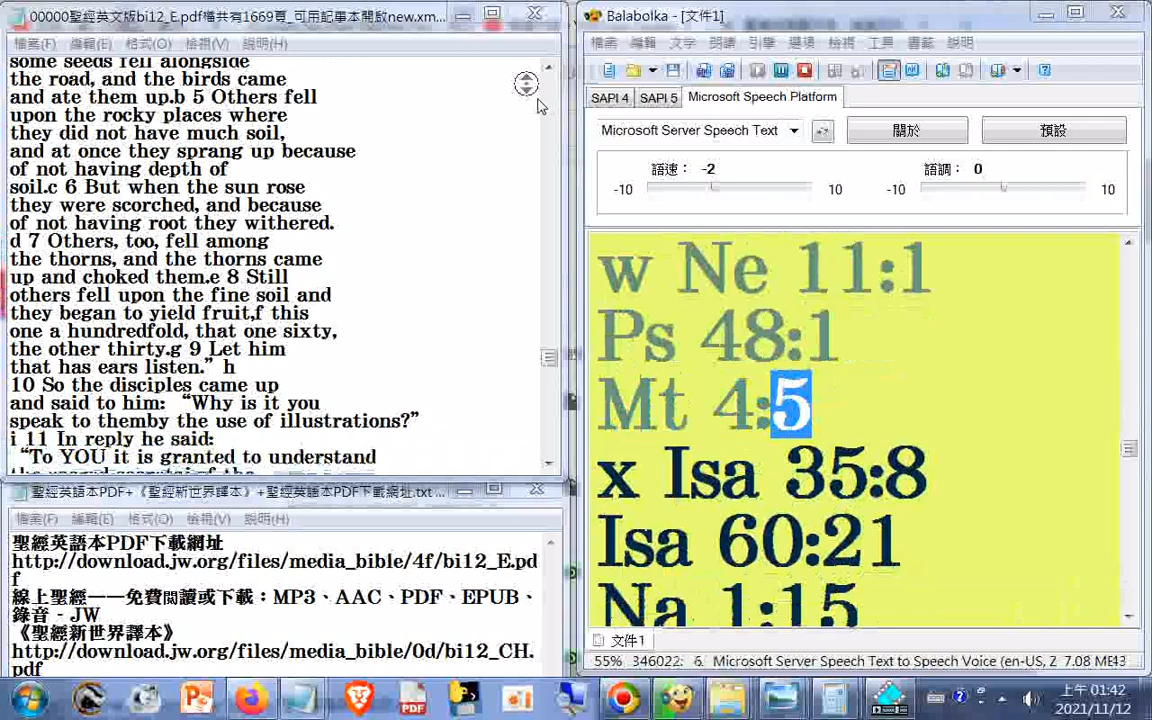 00000聖經英文版bi12_E.pdf檔共有1669頁_可用記事本開啟new.xm...
檔案(F) 編輯(E) 格式(O) 檢視(V) 說明(H)
some seeds fell alongside
the road, and the birds came
and ate them up.b 5 Others fell
upon the rocky places where
they did not have much soil,
and at once they sprang up because
of not having depth of
soil.c 6 But when the sun rose
they were scorched, and because
of not having root they withered.
d 7 Others, too, fell among
the thorns, and the thorns came
up and choked them.e 8 Still
others fell upon the fine soil and
they began to yield fruit,f this
one a hundredfold, that one sixty,
the other thirty.g 9 Let him
that has ears listen.” h
10 So the disciples came up
and said to him: “Why is it you
speak to themby the use of illustrations?”
i 11 In reply he said:
“To YOU it is granted to understand
聖經英語本PDF+《聖經新世界譯本》+聖經英語本PDF下載網址.txt ...
檔案(F) 編輯(E) 格式(O) 檢視(V) 說明(H)
聖經英語本PDF下載網址
http://download.jw.org/files/media_bible/4f/bi12_E.pd
f
線上聖經——免費閱讀或下載：MP3、AAC、PDF、EPUB、
錄音 - JW
《聖經新世界譯本》
http://download.jw.org/files/media_bible/0d/bi12_CH.
pdf
Balabolka - [文件1]
檔案 編輯 文字 朗讀 引擎 選項 檢視 工具 書籤 說明
SAPI 4 SAPI 5 Microsoft Speech Platform
Microsoft Server Speech Text 關於 預設
語速： -2 語調： 0
-10 10 -10 10
w Ne 11:1
Ps 48:1
Mt 4:5
x Isa 35:8
Isa 60:21
Na 1:15
文件1
55% 346022: 6. Microsoft Server Speech Text to Speech Voice (en-US, Z 7.08 ME43
PDF
上午 01:42
2021/11/12